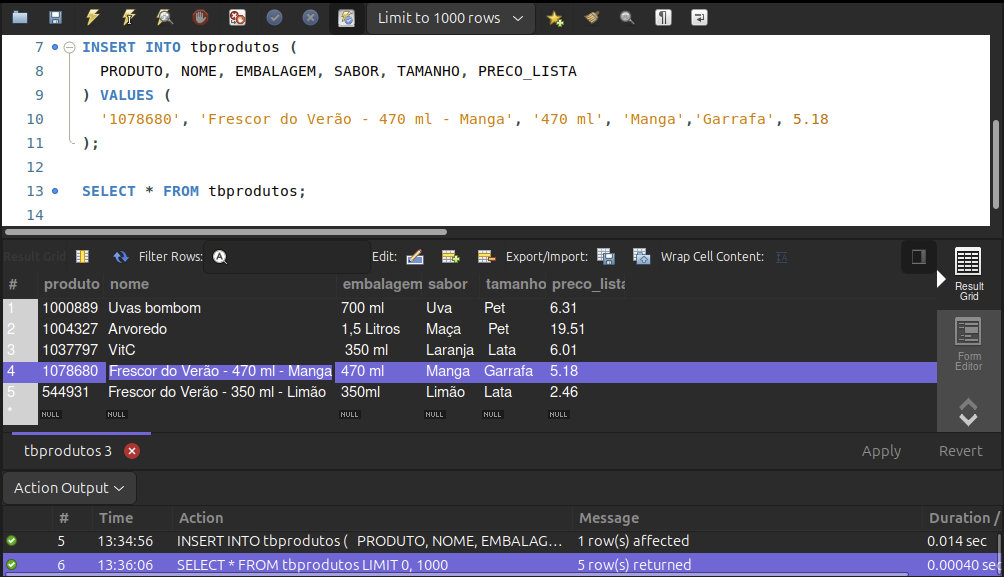 Limit to 1000 rows
7 INSERT INTO tbprodutos (
8 PRODUTO, NOME, EMBALAGEM, SABOR, TAMANHO, PRECO_LISTA
9 ) VALUES (
10 '1078680', 'Frescor do Verão - 470 ml - Manga', '470 ml', 'Manga','Garrafa', 5.18
11 );
12
13 SELECT * FROM tbprodutos;
14
Result Grid Filter Rows: A Edit: Export/Import: Wrap Cell Content:
# produto nome embalagem sabor tamanho preco_lista
1 1000889 Uvas bombom 700 ml Uva Pet 6.31
2 1004327 Arvoredo 1,5 Litros Maça Pet 19.51
3 1037797 VitC 350 ml Laranja Lata 6.01
4 1078680 Frescor do Verão - 470 ml - Manga 470 ml Manga Garrafa 5.18
5 544931 Frescor do Verão - 350 ml - Limão 350ml Limão Lata 2.46
* NULL NULL NULL NULL NULL NULL
Result
Grid
Form
Editor
tbprodutos 3 Apply Revert
Action Output
# Time Action Message Duration /
5 13:34:56 INSERT INTO tbprodutos ( PRODUTO, NOME, EMBALAG... 1 row(s) affected 0.014 sec
6 13:36:06 SELECT * FROM tbprodutos LIMIT 0, 1000 5 row(s) returned 0.00040 sec